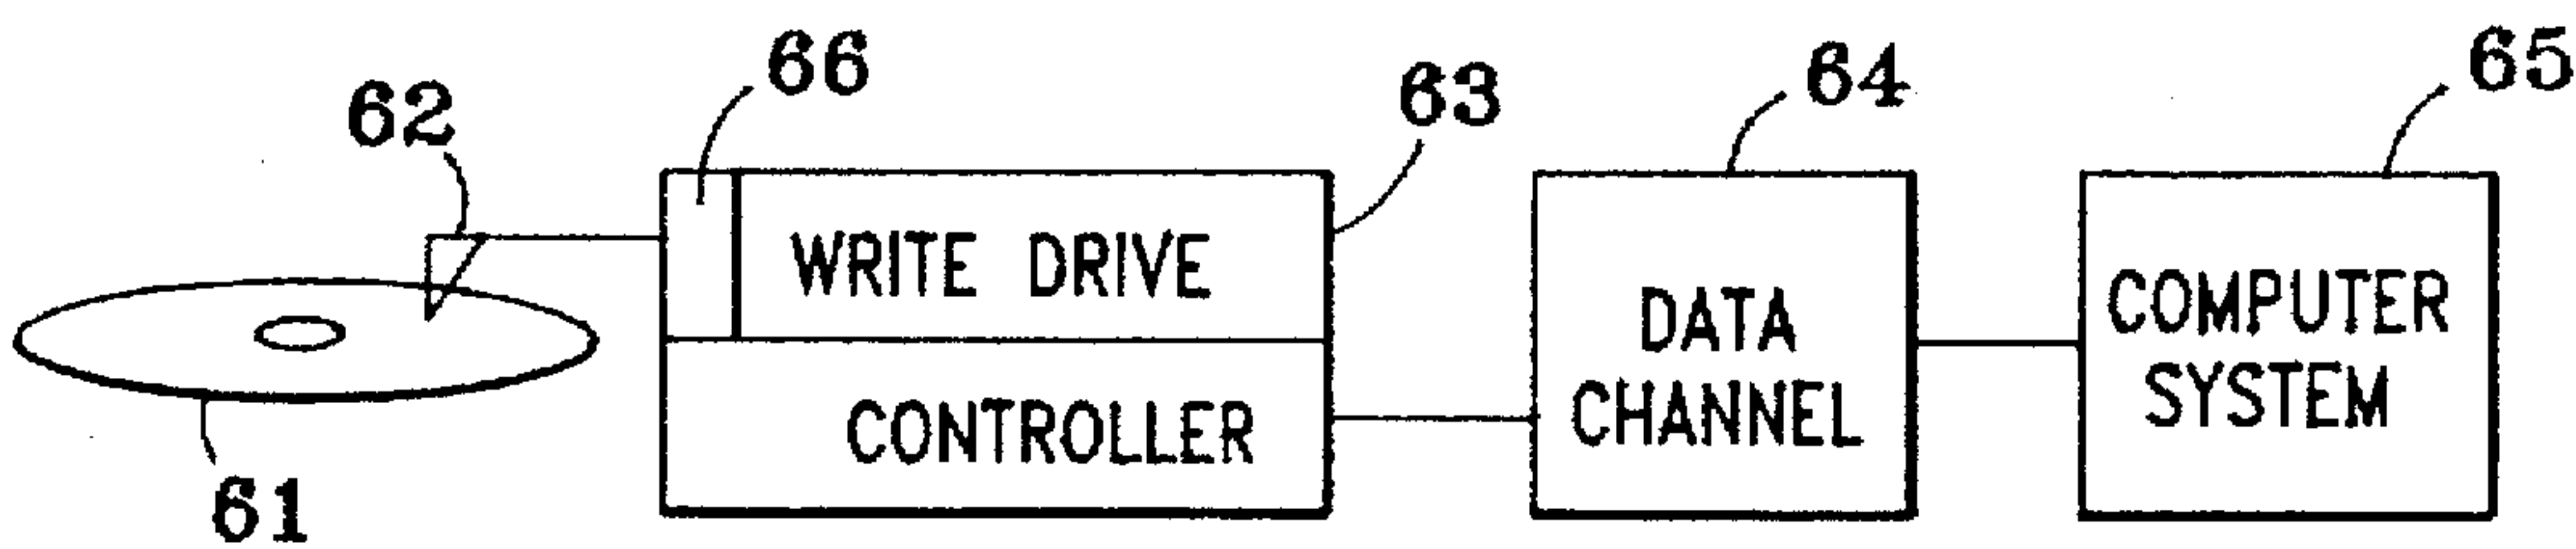 62
66
63
64
65
WRITE DRIVE
CONTROLLER
DATA
CHANNEL
COMPUTER
SYSTEM
61